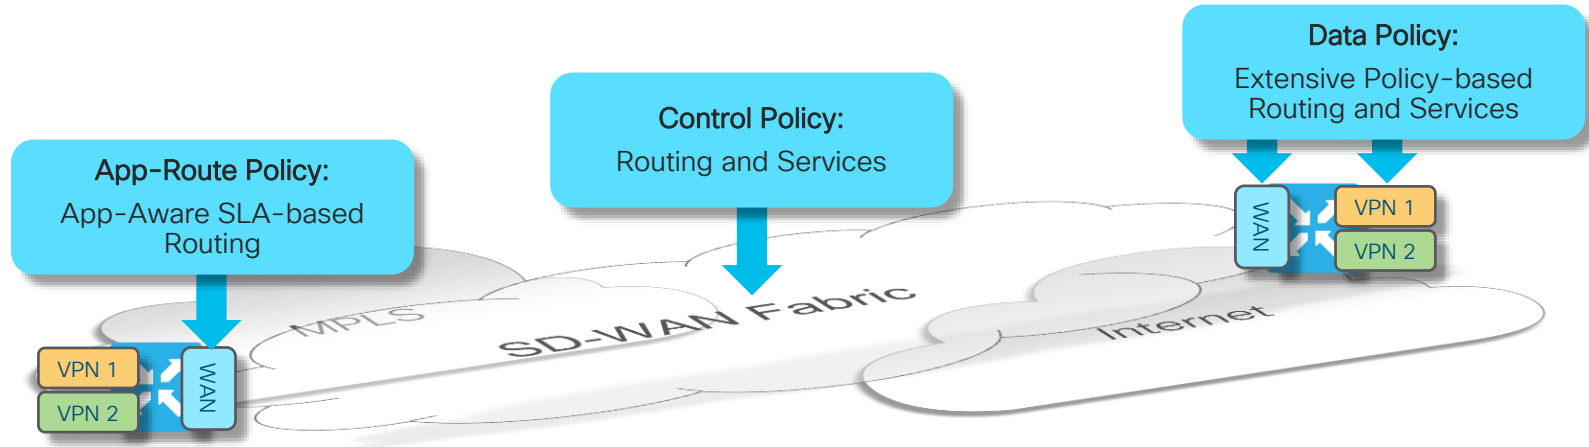 Data Policy:
Extensive Policy-based
Routing and Services
Control Policy:
Routing and Services
App-Route Policy:
App-Aware SLA-based
Routing
WAN
VPN 1
VPN 2
MPLS
SD-WAN Fabric
Internet
VPN 1
VPN 2
WAN